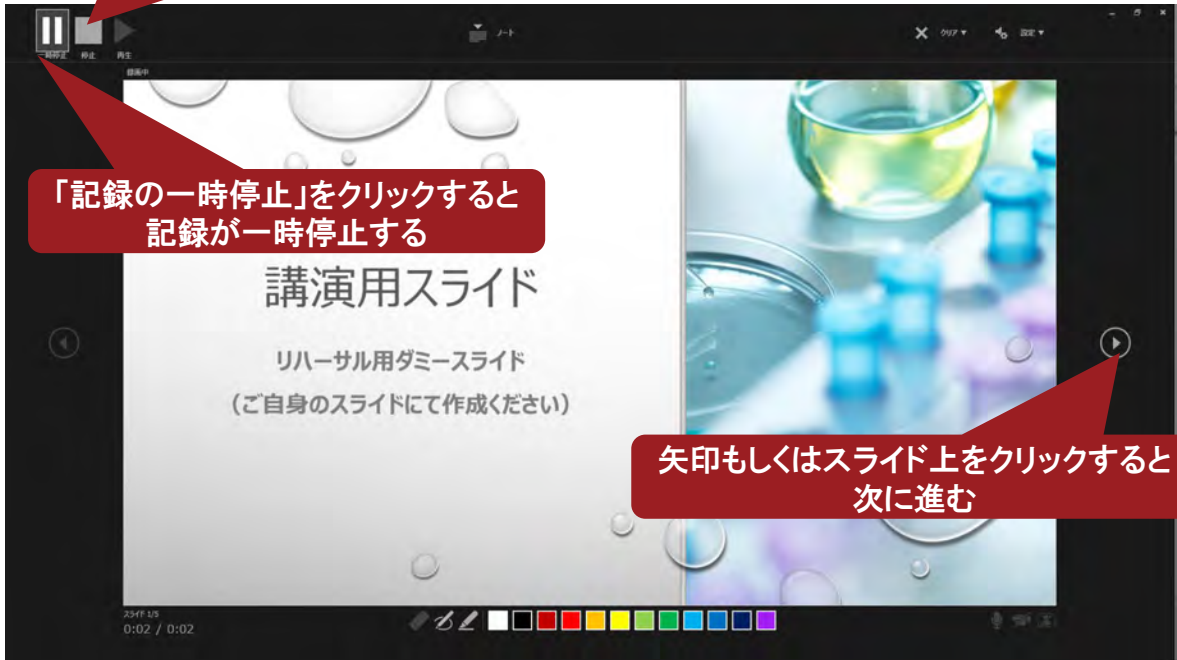 一時停止 停止 再生
ノート
クリア
設定
録画中
「記録の一時停止」をクリックすると
記録が一時停止する
講演用スライド
リハーサル用ダミースライド
（ご自身のスライドにて作成ください）
矢印もしくはスライド上をクリックすると
次に進む
スライド 1/5
0:02 / 0:02